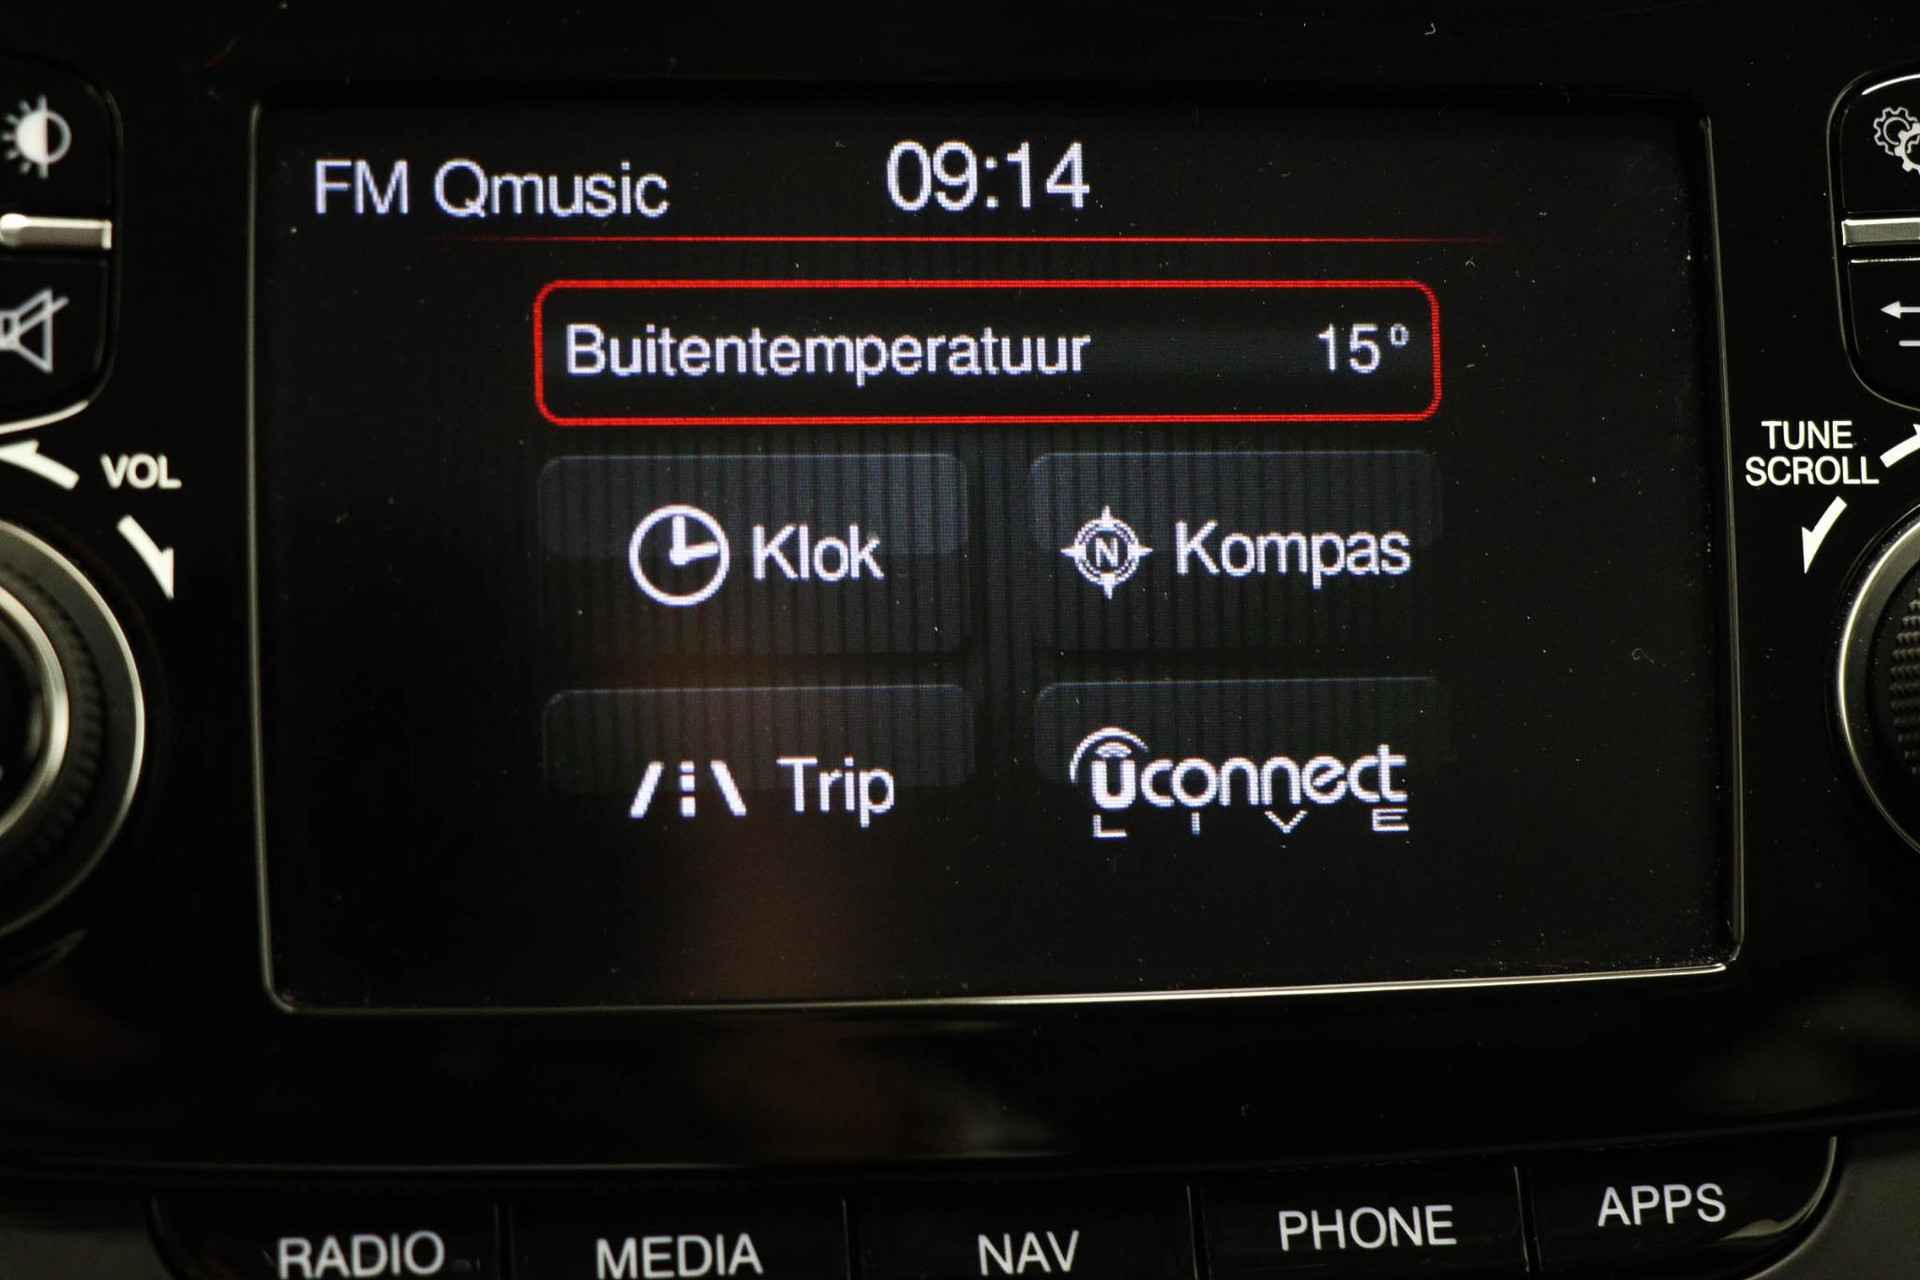 FM Qmusic 09:14
Buitentemperatuur 15°
VOL
TUNE
SCROLL
Klok
N Kompas
Trip
uconnect
LIVE
RADIO MEDIA NAV PHONE APPS